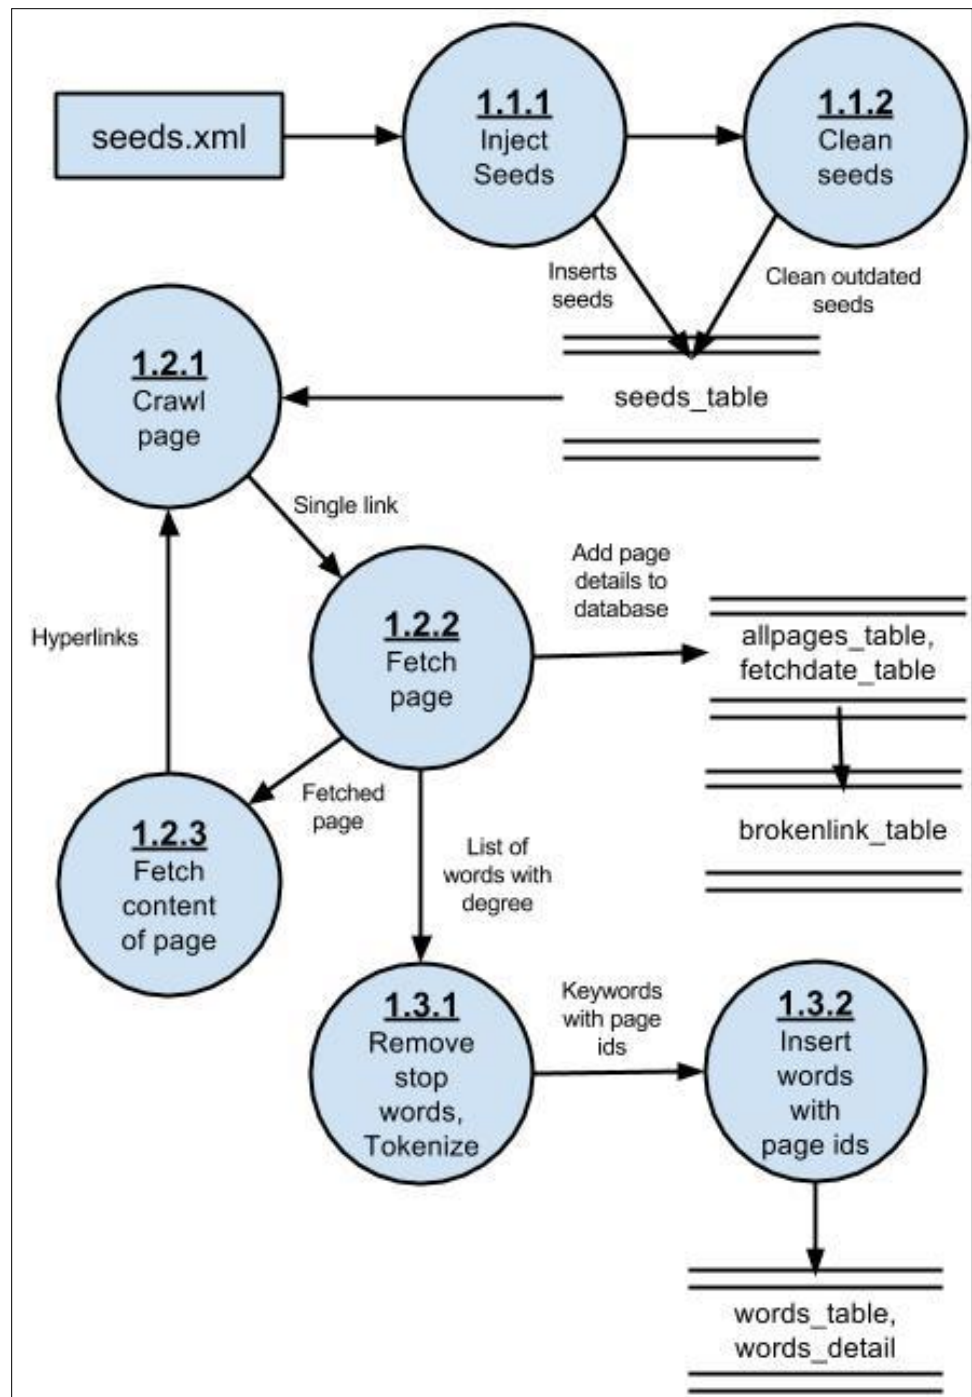 seeds.xml
1.1.1
Inject
Seeds
1.1.2
Clean
seeds
Inserts
seeds
Clean outdated
seeds
seeds_table
1.2.1
Crawl
page
Single link
Hyperlinks
1.2.2
Fetch
page
Add page
details to
database
allpages_table,
fetchdate_table
brokenlink_table
Fetched
page
1.2.3
Fetch
content
of page
List of
words with
degree
1.3.1
Remove
stop
words,
Tokenize
Keywords
with page
ids
1.3.2
Insert
words
with
page ids
words_table,
words_detail